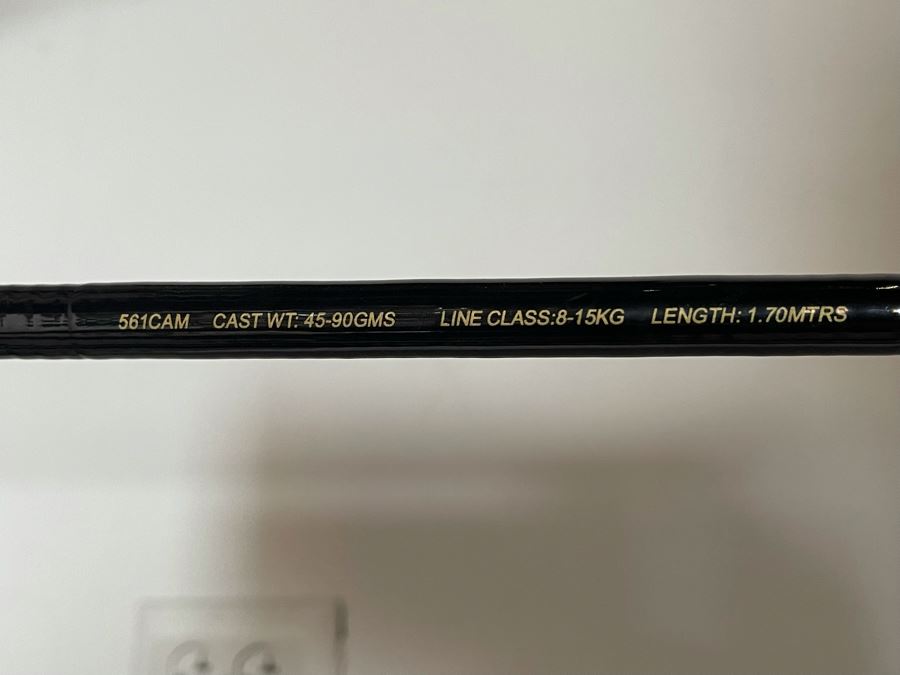 561CAM CAST WT: 45-90GMS LINE CLASS:8-15KG LENGTH: 1.70MTRS